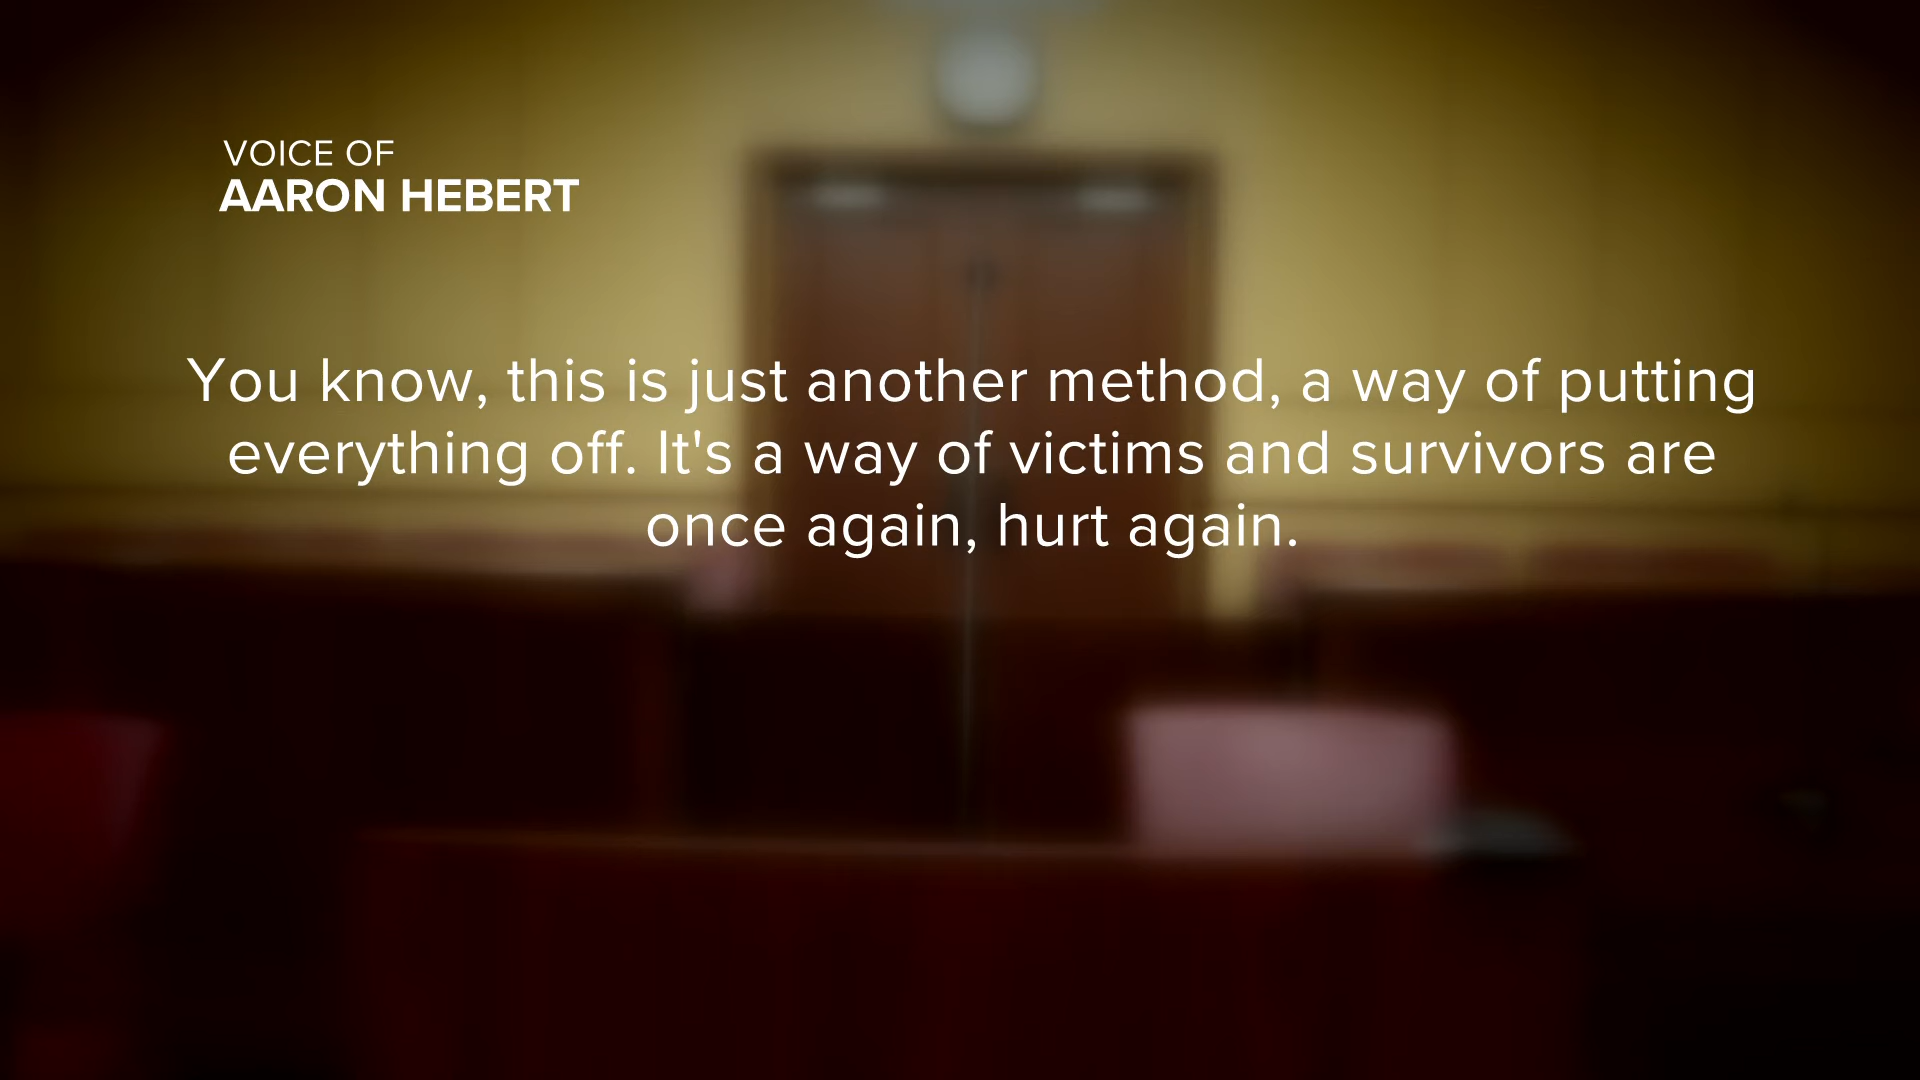 VOICE OF
AARON HEBERT
You know, this is just another method, a way of putting
everything off. It's a way of victims and survivors are
once again, hurt again.